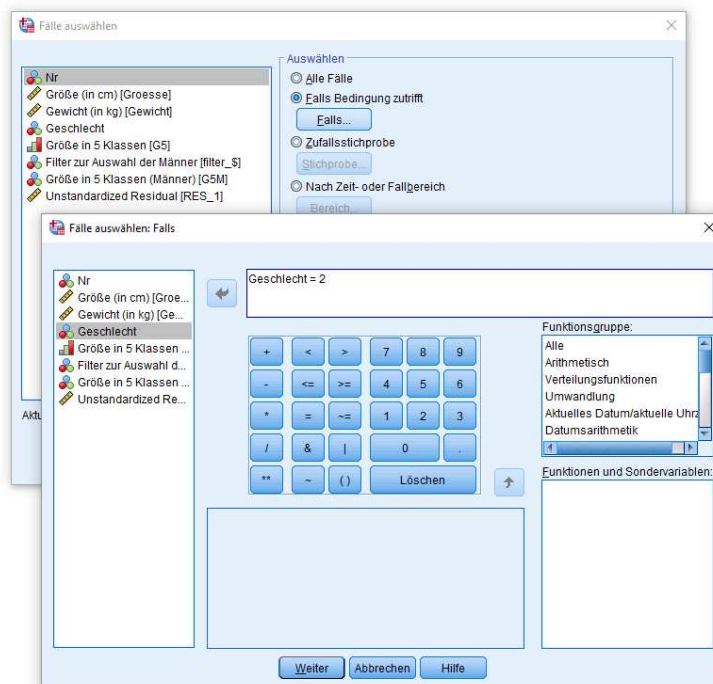 Fälle auswählen
Nr
Größe (in cm) [Groesse]
Gewicht (in kg) [Gewicht]
Geschlecht
Größe in 5 Klassen [G5]
Filter zur Auswahl der Männer [filter_$]
Größe in 5 Klassen (Männer) [G5M]
Unstandardized Residual [RES_1]
Auswählen
Alle Fälle
Falls Bedingung zutrifft
Falls...
Zufallsstichprobe
Stichprobe...
Nach Zeit- oder Fallbereich
Bereich...
Aktu
Fälle auswählen: Falls
Nr
Größe (in cm) [Groe...
Gewicht (in kg) [Ge...
Geschlecht
Größe in 5 Klassen ...
Filter zur Auswahl d...
Größe in 5 Klassen ...
Unstandardized Re...
Geschlecht = 2
+ < > 7 8 9
- <= >= 4 5 6
* = ~= 1 2 3
/ & | 0 .
** ~ ( ) Löschen
Funktionsgruppe:
Alle
Arithmetisch
Verteilungsfunktionen
Umwandlung
Aktuelles Datum/aktuelle Uhrz
Datumsarithmetik
Funktionen und Sondervariablen:
Weiter Abbrechen Hilfe